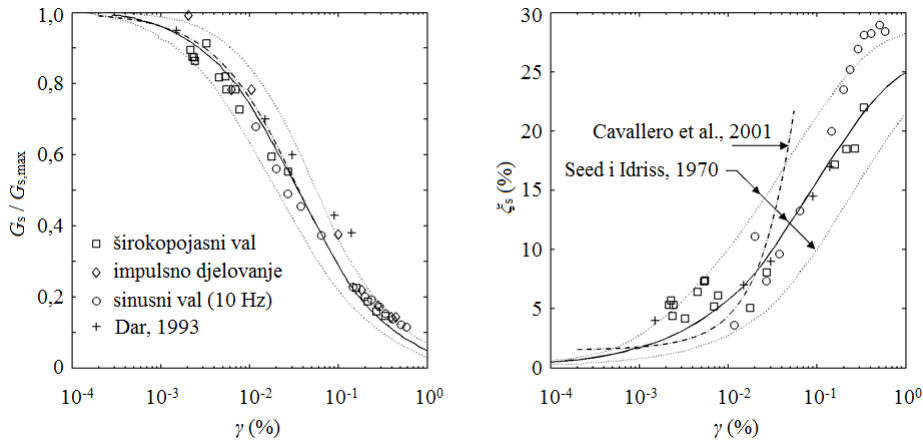 1,0
0,8
0,6
0,4
0,2
0
Gs / Gs,max
širokopojasni val
impulsno djelovanje
sinusni val (10 Hz)
Dar, 1993
10-4
10-3
10-2
10-1
100
γ (%)
30
25
20
15
10
5
0
ξs (%)
Cavallero et al., 2001
Seed i Idriss, 1970
10-4
10-3
10-2
10-1
100
γ (%)